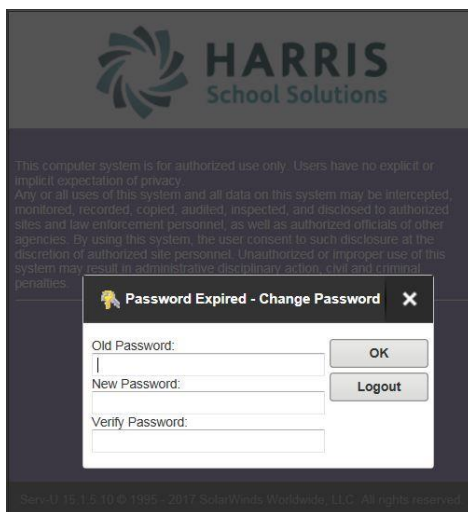 HARRIS
School Solutions
This computer system is for authorized use only. Users have no explicit or
implicit expectation of privacy.
Any or all uses of this system and all data on this system may be intercepted,
monitored, recorded, copied, audited, inspected, and disclosed to authorized
sites and law enforcement personnel, as well as authorized officials of other
agencies. By using this system, the user consent to such disclosure at the
discretion of authorized site personnel. Unauthorized or improper use of this
system may result in administrative disciplinary action, civil and criminal
penalties.
Password Expired - Change Password
Old Password:
OK
New Password:
Logout
Verify Password:
Serv-U 15.1.5.10 © 1995 - 2017 SolarWinds Worldwide, LLC. All rights reserved.